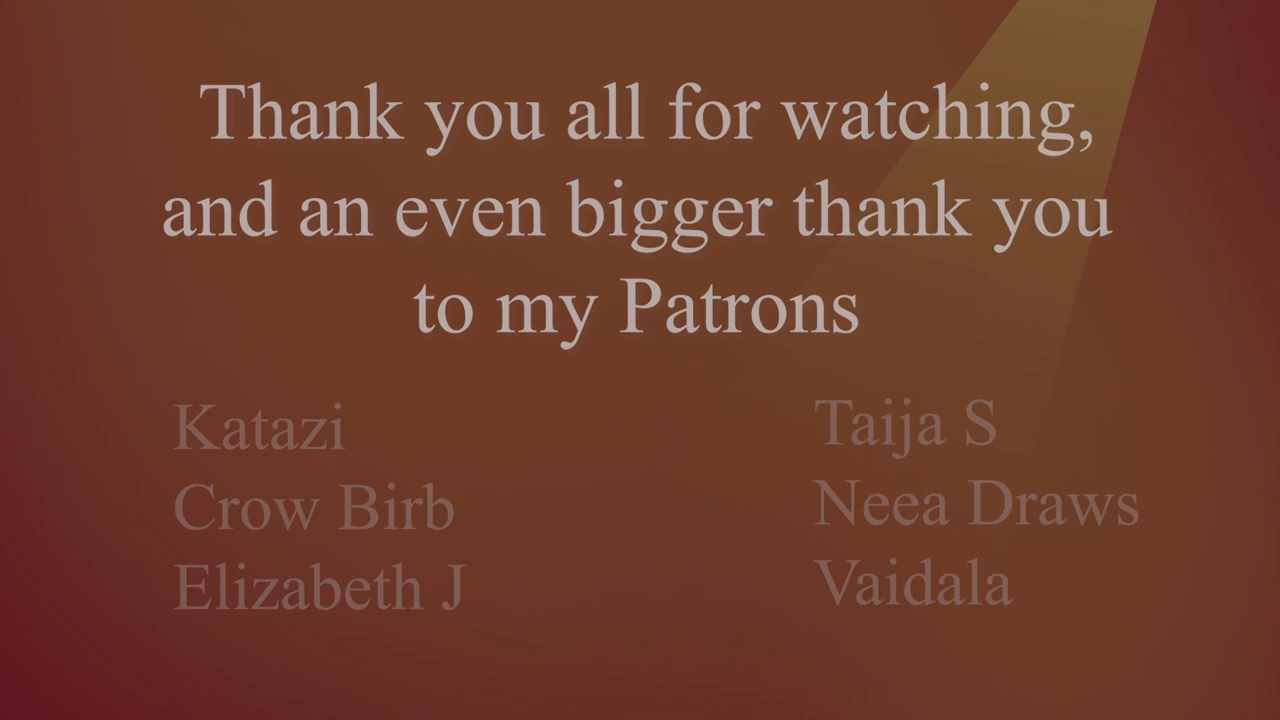 Thank you all for watching,
and an even bigger thank you
to my Patrons
Katazi
Crow Birb
Elizabeth J
Taija S
Neea Draws
Vaidala